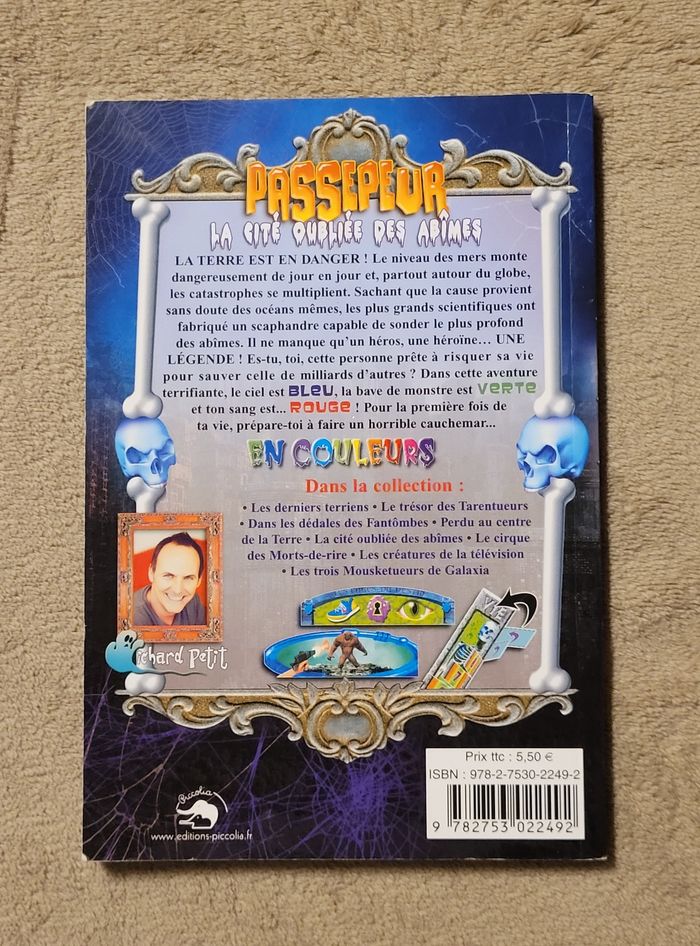 PASSEPEUR
LA CITÉ OUBLIÉE DES ABÎMES
LA TERRE EST EN DANGER ! Le niveau des mers monte
dangereusement de jour en jour et, partout autour du globe,
les catastrophes se multiplient. Sachant que la cause provient
sans doute des océans mêmes, les plus grands scientifiques ont
fabriqué un scaphandre capable de sonder le plus profond
des abîmes. Il ne manque qu’un héros, une héroïne… UNE
LÉGENDE ! Es-tu, toi, cette personne prête à risquer sa vie
pour sauver celle de milliards d’autres ? Dans cette aventure
terrifiante, le ciel est BLEU, la bave de monstre est VERTE
et ton sang est... ROUGE ! Pour la première fois de
ta vie, prépare-toi à faire un horrible cauchemar...
EN COULEURS
Dans la collection :
• Les derniers terriens • Le trésor des Tarentueurs
• Dans les dédales des Fantômbes • Perdu au centre
de la Terre • La cité oubliée des abîmes • Le cirque
des Morts-de-rire • Les créatures de la télévision
• Les trois Mousketueurs de Galaxia
VIE
Richard Petit
Prix ttc : 5,50 €
ISBN : 978-2-7530-2249-2
9 782753 022492
Piccolia
www.editions-piccolia.fr